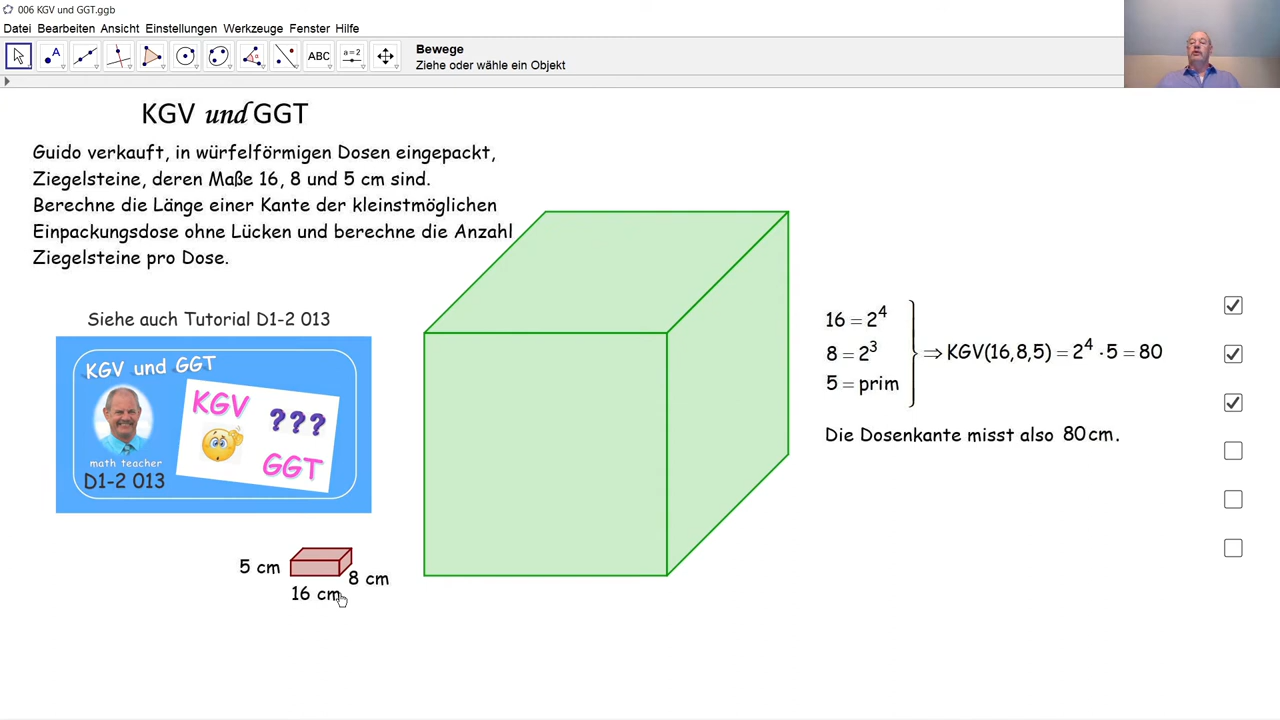 006 KGV und GGT.ggb
Datei Bearbeiten Ansicht Einstellungen Werkzeuge Fenster Hilfe
A
ABC
a=2
Bewege
Ziehe oder wähle ein Objekt
KGV und GGT
Guido verkauft, in würfelförmigen Dosen eingepackt,
Ziegelsteine, deren Maße 16, 8 und 5 cm sind.
Berechne die Länge einer Kante der kleinstmöglichen
Einpackungsdose ohne Lücken und berechne die Anzahl
Ziegelsteine pro Dose.
Siehe auch Tutorial D1-2 013
KGV und GGT
KGV
???
GGT
math teacher
D1-2 013
5 cm
8 cm
16 cm
16 = 2⁴
8 = 2³
5 = prim
⇒ KGV(16,8,5) = 2⁴ · 5 = 80
Die Dosenkante misst also 80 cm.